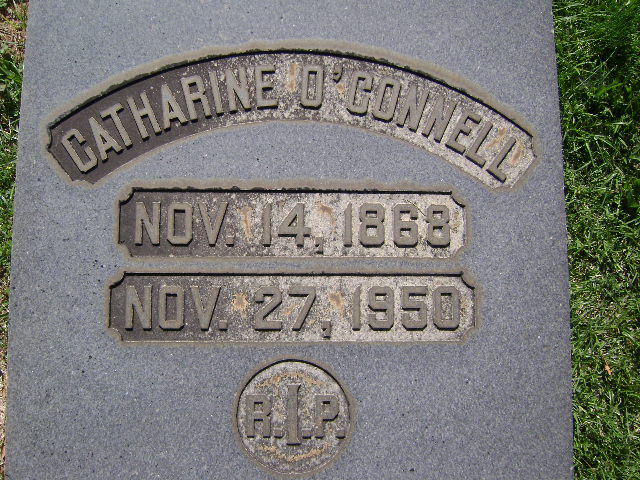 CATHARINE O'CONNELL
NOV. 14, 1868
NOV. 27, 1950
R.I.P.